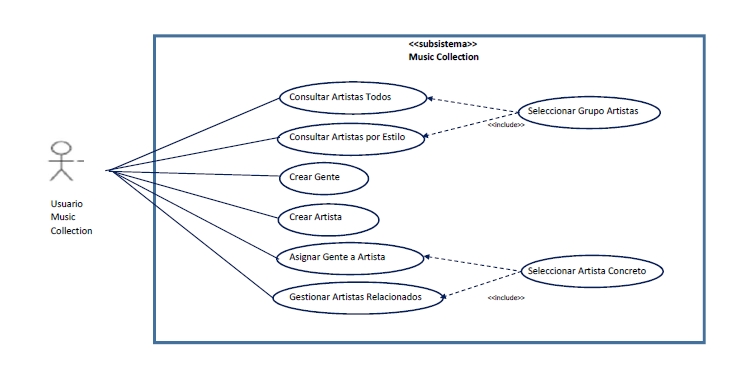 <<subsistema>>
Music Collection
Consultar Artistas Todos
Seleccionar Grupo Artistas
<<include>>
Consultar Artistas por Estilo
Crear Gente
Usuario
Music
Collection
Crear Artista
Asignar Gente a Artista
Seleccionar Artista Concreto
Gestionar Artistas Relacionados
<<include>>